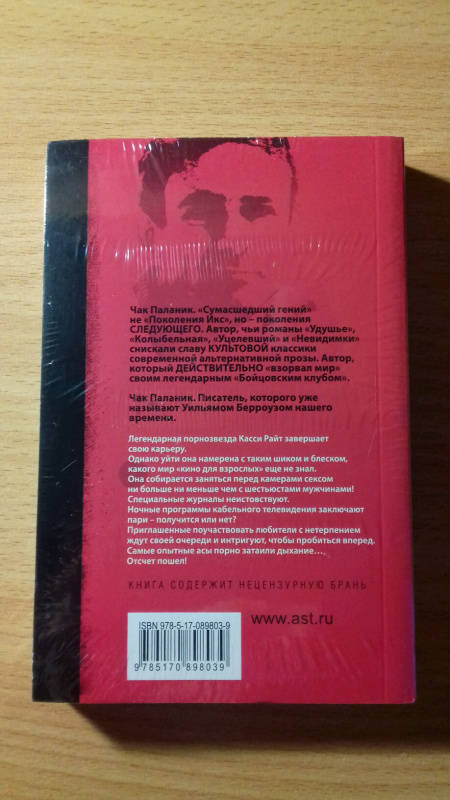 Чак Паланик. «Сумасшедший гений»
не «Поколения Икс», но – поколения
СЛЕДУЮЩЕГО. Автор, чьи романы "Удушье",
«Колыбельная», «Уцелевший» и «Невидимки»
снискали славу КУЛЬТОВОЙ классики
современной альтернативной прозы. Автор,
который ДЕЙСТВИТЕЛЬНО «взорвал мир»
своим легендарным «Бойцовским клубом».
Чак Паланик. Писатель, которого уже
называют Уильямом Берроузом нашего
времени.
Легендарная порнозвезда Касси Райт завершает
свою карьеру.
Однако уйти она намерена с таким шиком и блеском,
какого мир «кино для взрослых» еще не знал.
Она собирается заняться перед камерами сексом
ни больше ни меньше чем с шестьюстами мужчинами!
Специальные журналы неистовствуют.
Ночные программы кабельного телевидения заключают
пари – получится или нет?
Приглашенные поучаствовать любители с нетерпением
ждут своей очереди и интригуют, чтобы пробиться вперед.
Самые опытные асы порно затаили дыхание...
Отсчет пошел!
КНИГА СОДЕРЖИТ НЕЦЕНЗУРНУЮ БРАНЬ
www.ast.ru
ISBN 978-5-17-089803-9
9 785170 898039